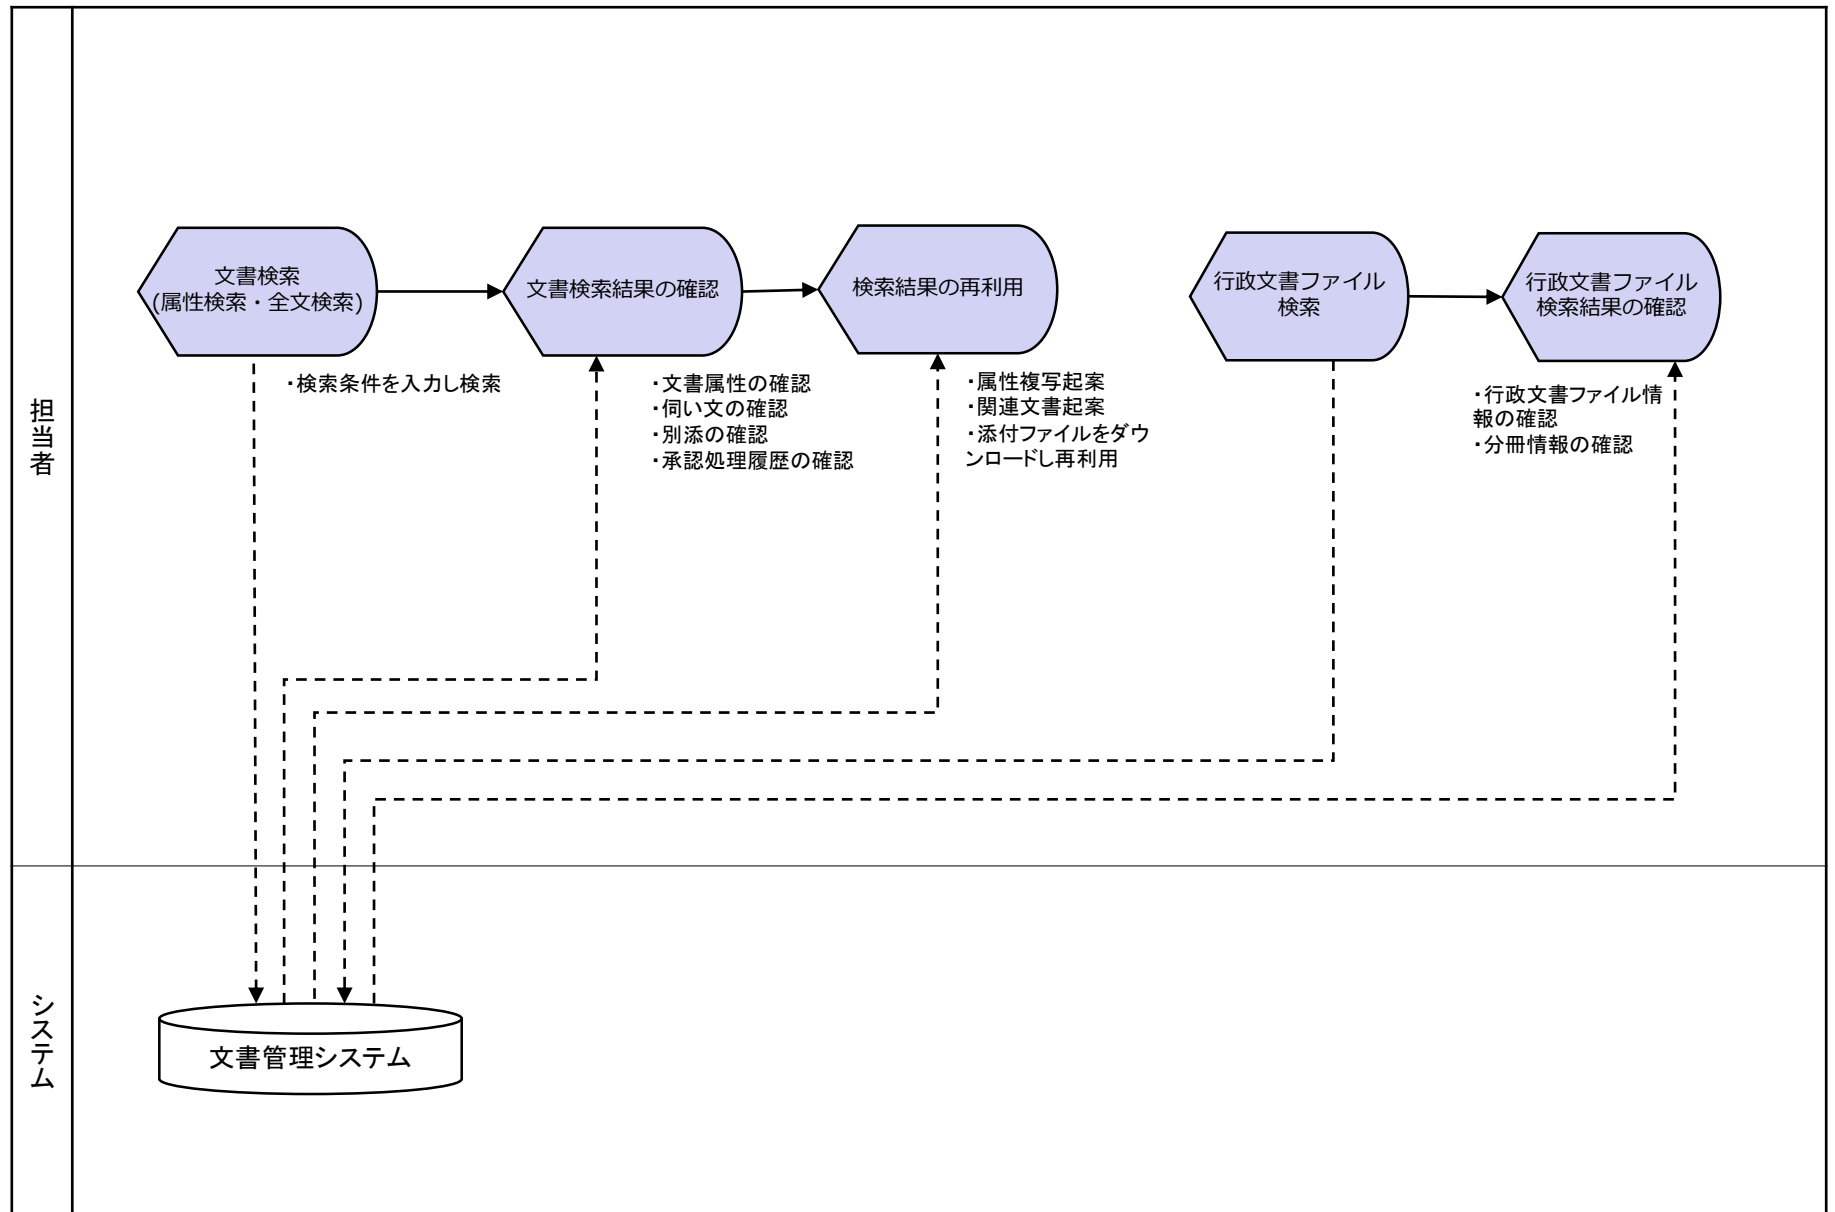 担当者
文書検索
(属性検索・全文検索)
文書検索結果の確認
検索結果の再利用
行政文書ファイル
検索
行政文書ファイル
検索結果の確認
・検索条件を入力し検索
・文書属性の確認
・伺い文の確認
・別添の確認
・承認処理履歴の確認
・属性複写起案
・関連文書起案
・添付ファイルをダウ
ンロードし再利用
・行政文書ファイル情
報の確認
・分冊情報の確認
システム
文書管理システム